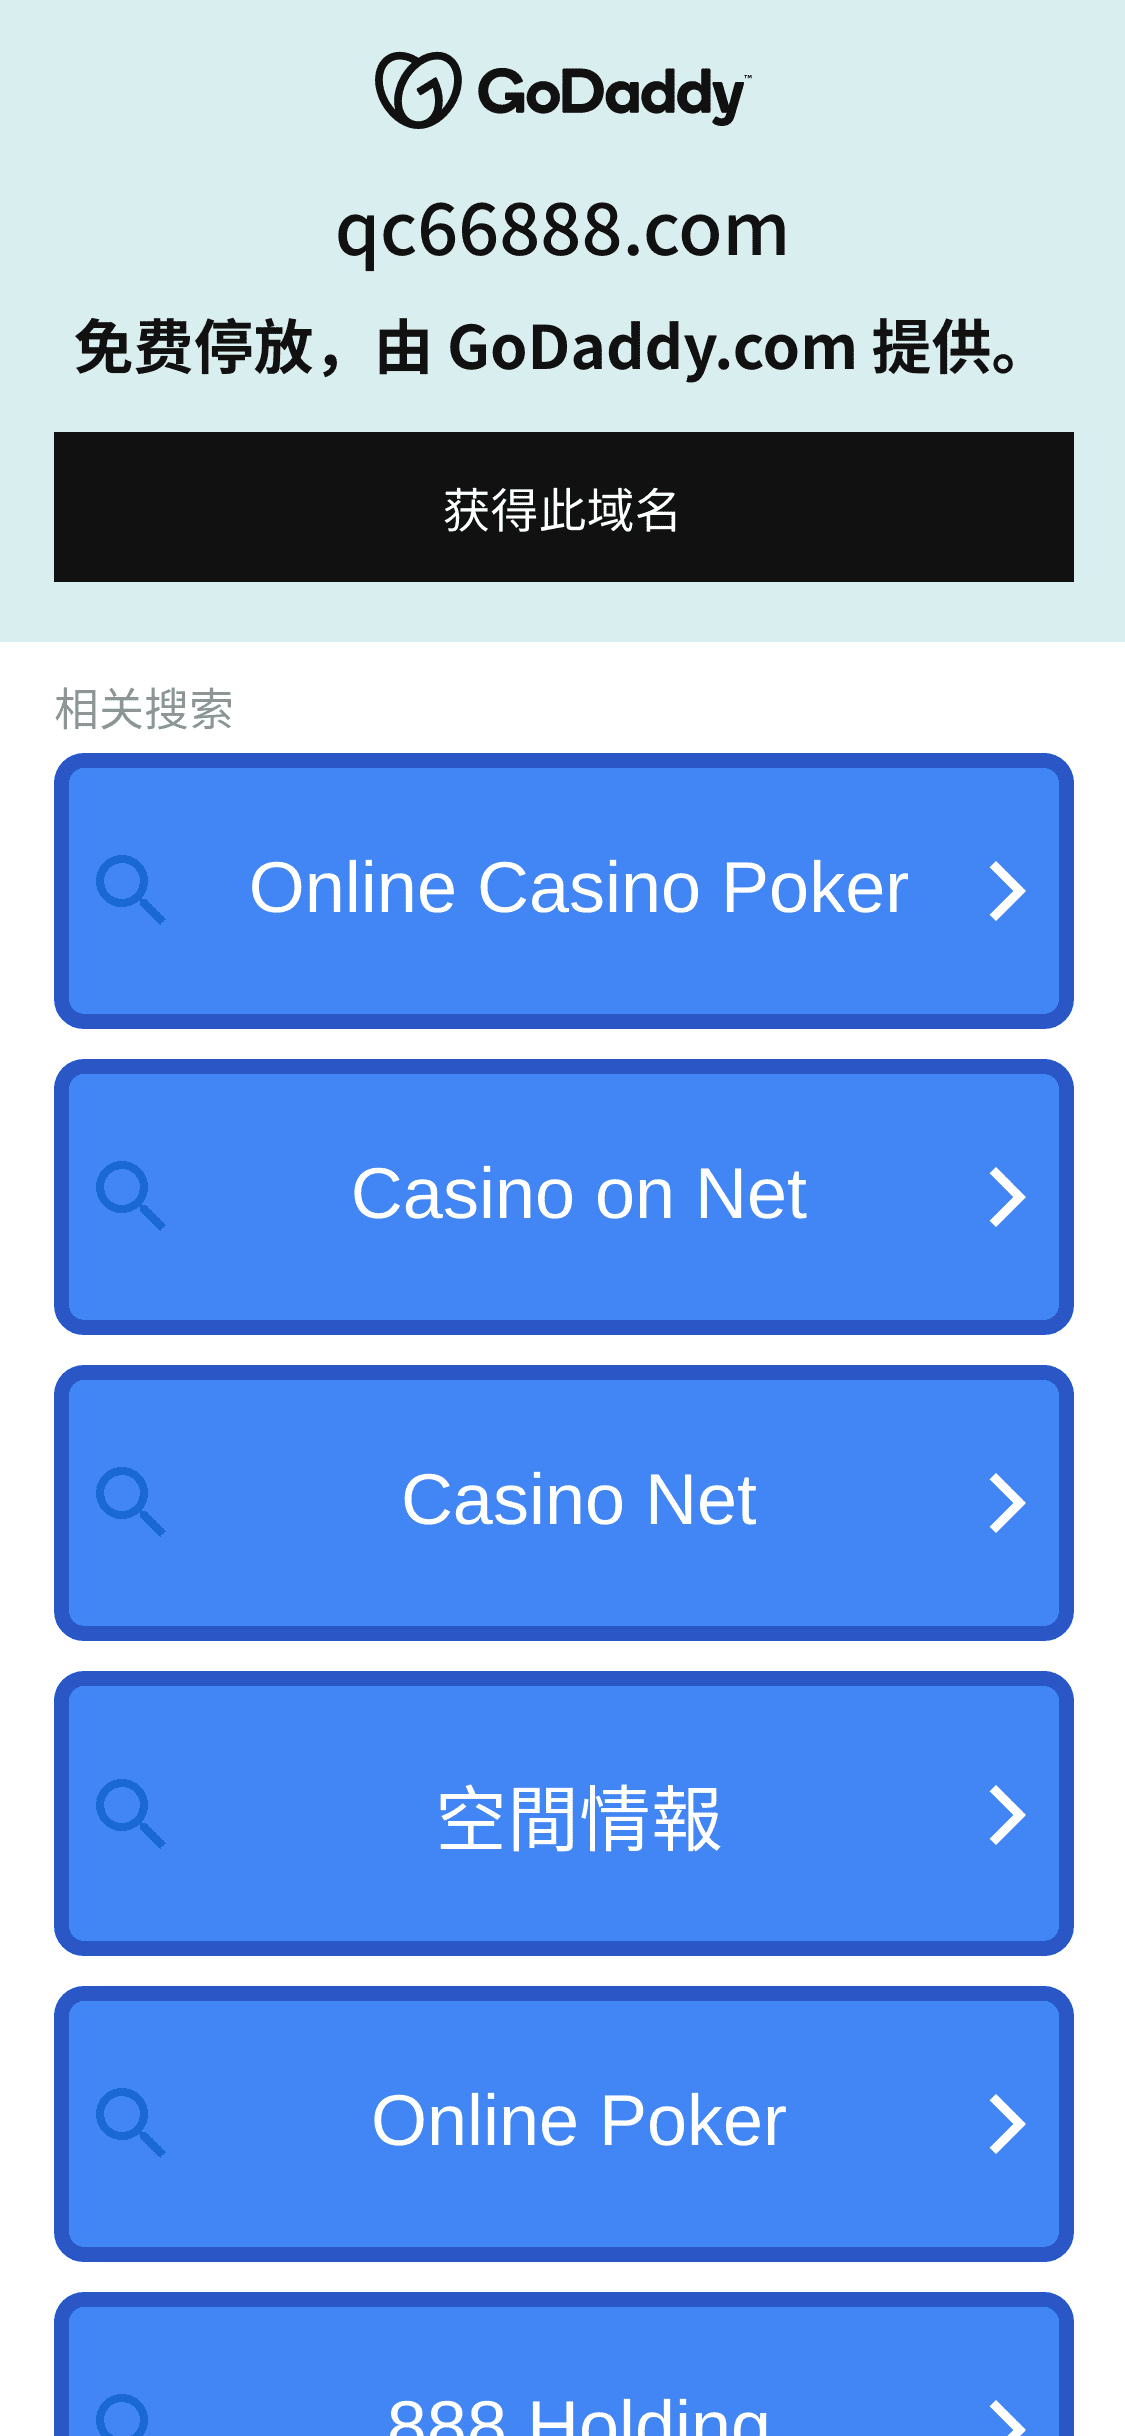 GoDaddy™
qc66888.com
免费停放，由 GoDaddy.com 提供。
获得此域名
相关搜索
Online Casino Poker
Casino on Net
Casino Net
空間情報
Online Poker
888 Holding